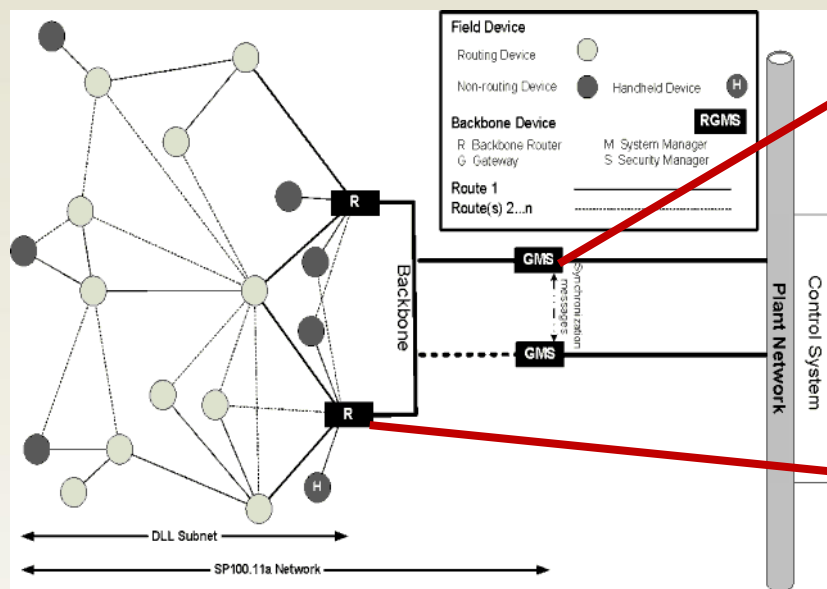 Field Device
Routing Device
Non-routing Device
Handheld Device
H
Backbone Device
RGMS
R Backbone Router
M System Manager
G Gateway
S Security Manager
Route 1
Route(s) 2...n
R
Backbone
GMS
Synchronization
messages
GMS
R
H
Plant Network
Control System
DLL Subnet
SP100.11a Network